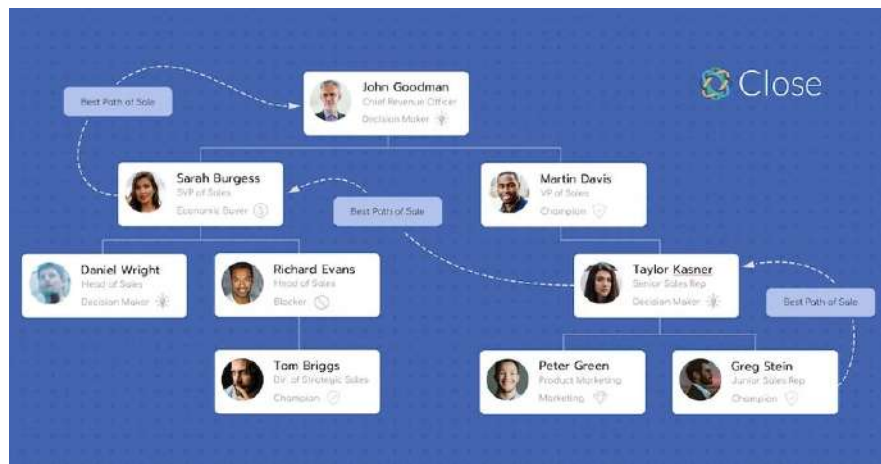 Close
John Goodman
Chief Revenue Officer
Decision Maker
Best Path of Sale
Sarah Burgess
SVP of Sales
Economic Buyer
Martin Davis
VP of Sales
Champion
Best Path of Sale
Daniel Wright
Head of Sales
Decision Maker
Richard Evans
Head of Sales
Blocker
Taylor Kasner
Senior Sales Rep
Decision Maker
Best Path of Sale
Tom Briggs
Dir. of Strategic Sales
Champion
Peter Green
Product Marketing
Marketing
Greg Stein
Junior Sales Rep
Champion